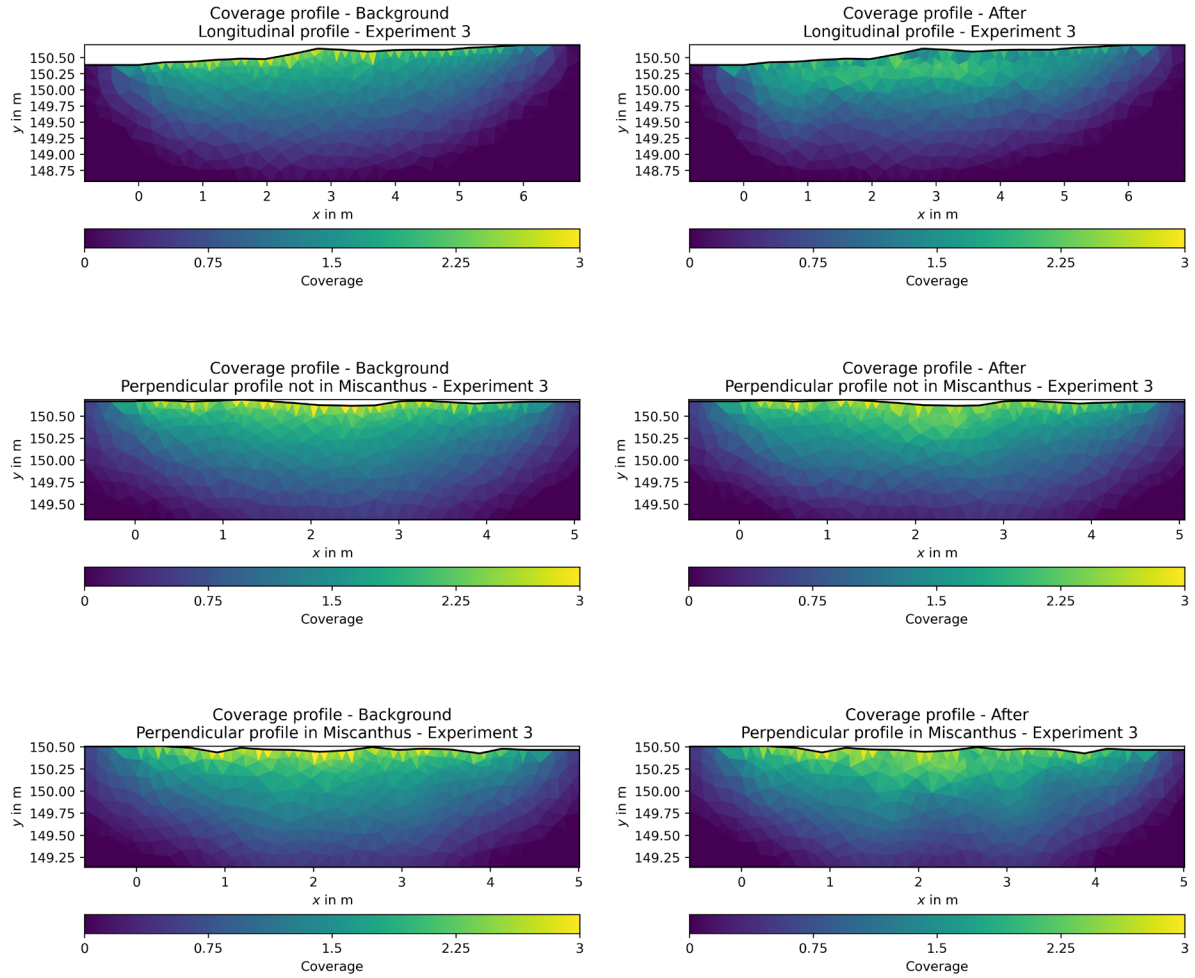 Coverage profile - Background
Longitudinal profile - Experiment 3
150.50
150.25
150.00
149.75
149.50
149.25
149.00
148.75
y in m
0 1 2 3 4 5 6
x in m
0 0.75 1.5 2.25 3
Coverage
Coverage profile - After
Longitudinal profile - Experiment 3
150.50
150.25
150.00
149.75
149.50
149.25
149.00
148.75
y in m
0 1 2 3 4 5 6
x in m
0 0.75 1.5 2.25 3
Coverage
Coverage profile - Background
Perpendicular profile not in Miscanthus - Experiment 3
150.50
150.25
150.00
149.75
149.50
y in m
0 1 2 3 4 5
x in m
0 0.75 1.5 2.25 3
Coverage
Coverage profile - After
Perpendicular profile not in Miscanthus - Experiment 3
150.50
150.25
150.00
149.75
149.50
y in m
0 1 2 3 4 5
x in m
0 0.75 1.5 2.25 3
Coverage
Coverage profile - Background
Perpendicular profile in Miscanthus - Experiment 3
150.50
150.25
150.00
149.75
149.50
149.25
y in m
0 1 2 3 4 5
x in m
0 0.75 1.5 2.25 3
Coverage
Coverage profile - After
Perpendicular profile in Miscanthus - Experiment 3
150.50
150.25
150.00
149.75
149.50
149.25
y in m
0 1 2 3 4 5
x in m
0 0.75 1.5 2.25 3
Coverage